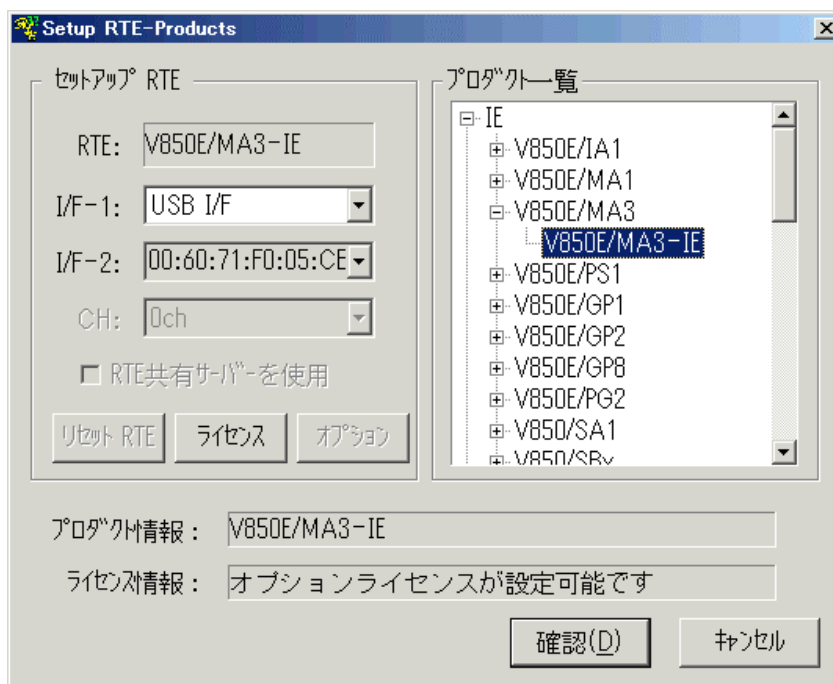 Setup RTE-Products
セットアップ RTE
RTE: V850E/MA3-IE
I/F-1: USB I/F
I/F-2: 00:60:71:F0:05:CE
CH: 0ch
RTE共有サーバーを使用
リセット RTE ライセンス オプション
プロダクト一覧
IE
V850E/IA1
V850E/MA1
V850E/MA3
V850E/MA3-IE
V850E/PS1
V850E/GP1
V850E/GP2
V850E/GP8
V850E/PG2
V850/SA1
V850/SBx
プロダクト情報: V850E/MA3-IE
ライセンス情報: オプションライセンスが設定可能です
確認(D) キャンセル